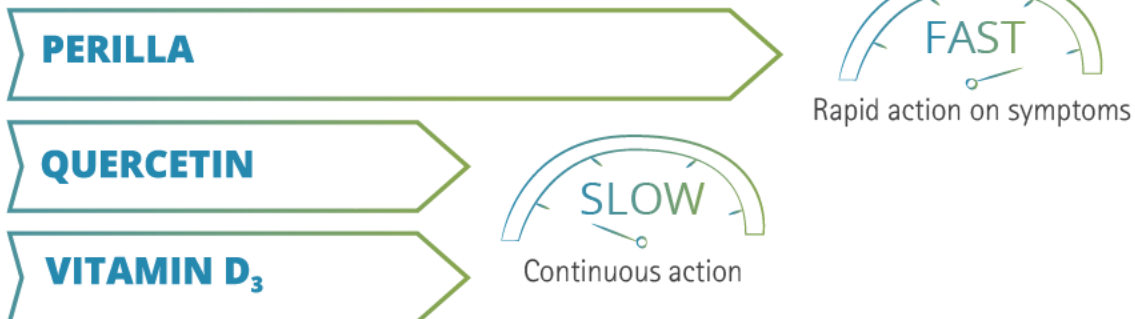 PERILLA
FAST
Rapid action on symptoms
QUERCETIN
SLOW
Continuous action
VITAMIN D₃